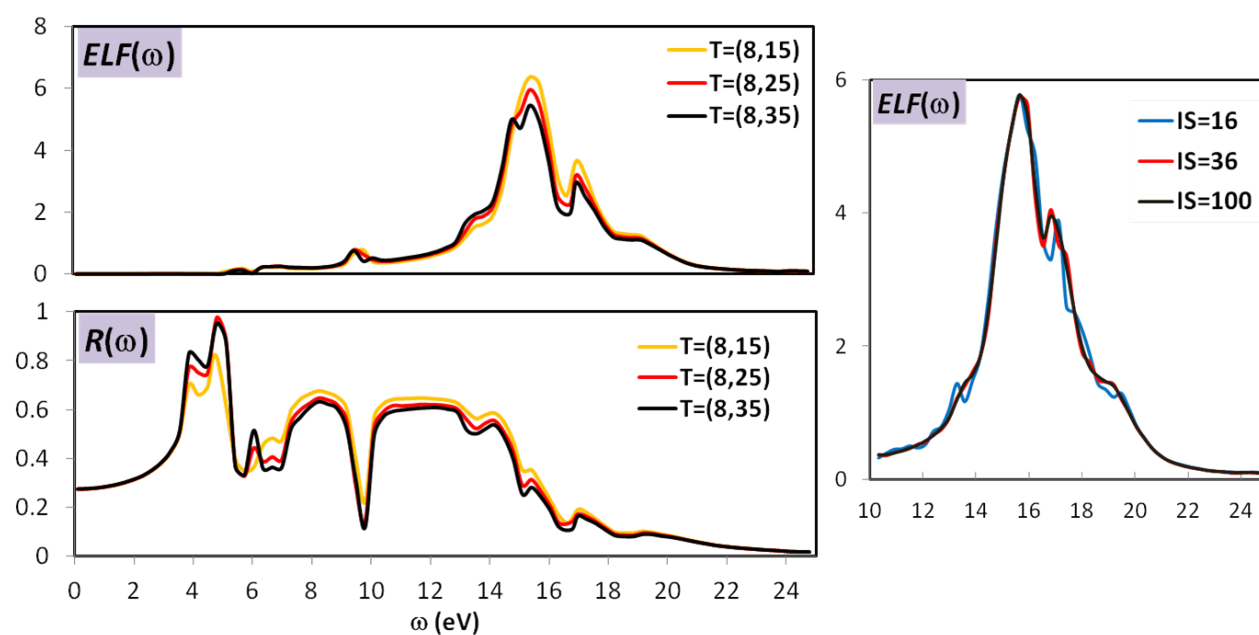 8
6
4
2
0
ELF(ω)
T=(8,15)
T=(8,25)
T=(8,35)
1
0.8
0.6
0.4
0.2
0
R(ω)
T=(8,15)
T=(8,25)
T=(8,35)
0 2 4 6 8 10 12 14 16 18 20 22 24
ω (eV)
6
4
2
0
ELF(ω)
IS=16
IS=36
IS=100
10 12 14 16 18 20 22 24